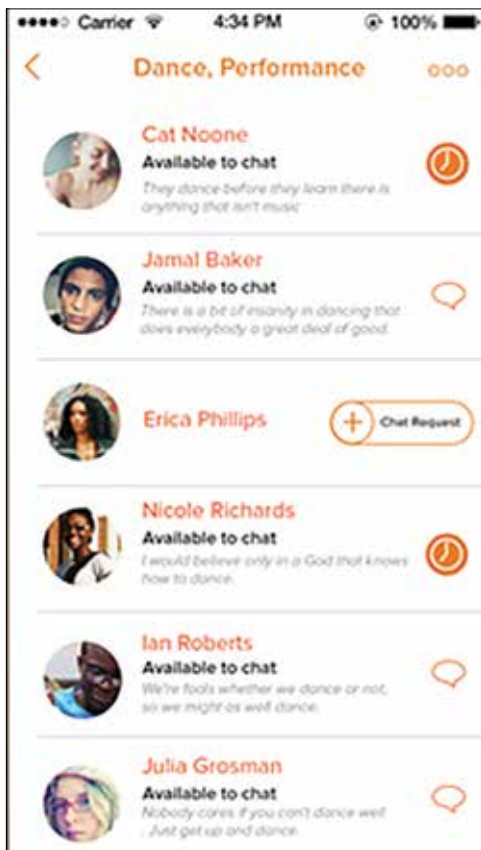 Carrier 4:34 PM 100%
Dance, Performance
Cat Noone
Available to chat
They dance before they learn there is
anything that isn't music
Jamal Baker
Available to chat
There is a bit of insanity in dancing that
does everybody a great deal of good.
Erica Phillips
Chat Request
Nicole Richards
Available to chat
I would believe only in a God that knows
how to dance.
Ian Roberts
Available to chat
We're fools whether we dance or not,
so we might as well dance.
Julia Grosman
Available to chat
Nobody cares if you can't dance well
. Just get up and dance.